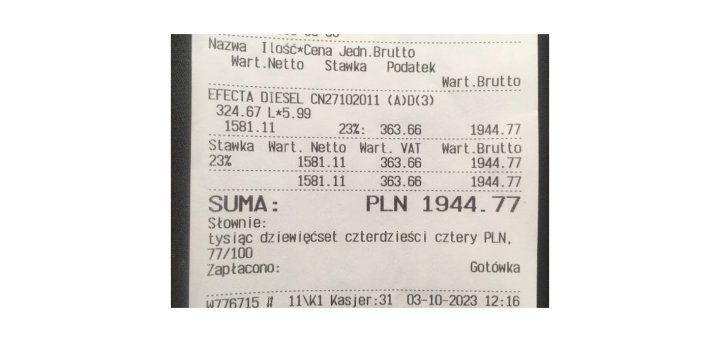 Nazwa Ilość*Cena Jedn.Brutto
Wart.Netto Stawka Podatek
Wart.Brutto
EFECTA DIESEL CN27102011 (A)D(3)
324.67 L*5.99
1581.11 23%: 363.66 1944.77
Stawka Wart. Netto Wart. VAT Wart.Brutto
23% 1581.11 363.66 1944.77
1581.11 363.66 1944.77
SUMA: PLN 1944.77
Słownie:
tysiąc dziewięćset czterdzieści cztery PLN,
77/100
Zapłacono: Gotówka
W776715 # 11\K1 Kasjer:31 03-10-2023 12:16